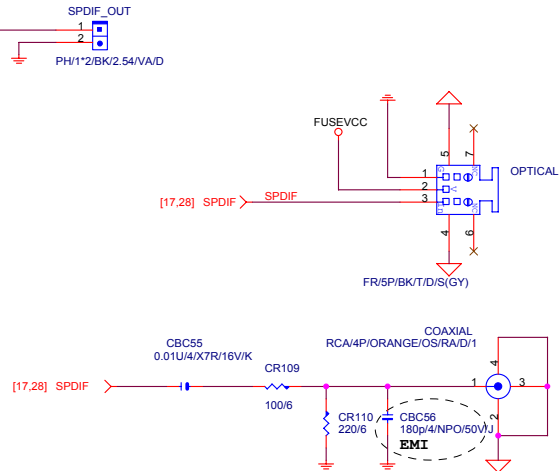 SPDIF_OUT
1
2
PH/1*2/BK/2.54/VA/D
FUSEVCC
5
7
G
NC
1
2
V
3
[17,28] SPDIF
SPDIF
OPTICAL
NC
4
6
FR/5P/BK/T/D/S(GY)
COAXIAL
RCA/4P/ORANGE/OS/RA/D/1
CBC55
0.01U/4/X7R/16V/K
CR109
100/6
[17,28] SPDIF
4
1
3
2
CR110
220/6
CBC56
180p/4/NPO/50V/J
EMI